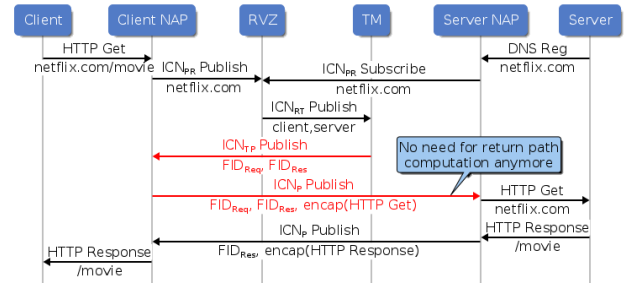 Client Client NAP RVZ TM Server NAP Server
HTTP Get
netflix.com/movie
DNS Reg
netflix.com
ICNPR Publish
netflix.com
ICNPR Subscribe
netflix.com
ICNRT Publish
client,server
ICNTP Publish
FIDReq, FIDRes
No need for return path
computation anymore
ICNP Publish
FIDReq, FIDRes, encap(HTTP Get)
HTTP Get
netflix.com
HTTP Response
/movie
ICNP Publish
FIDRes, encap(HTTP Response)
HTTP Response
/movie